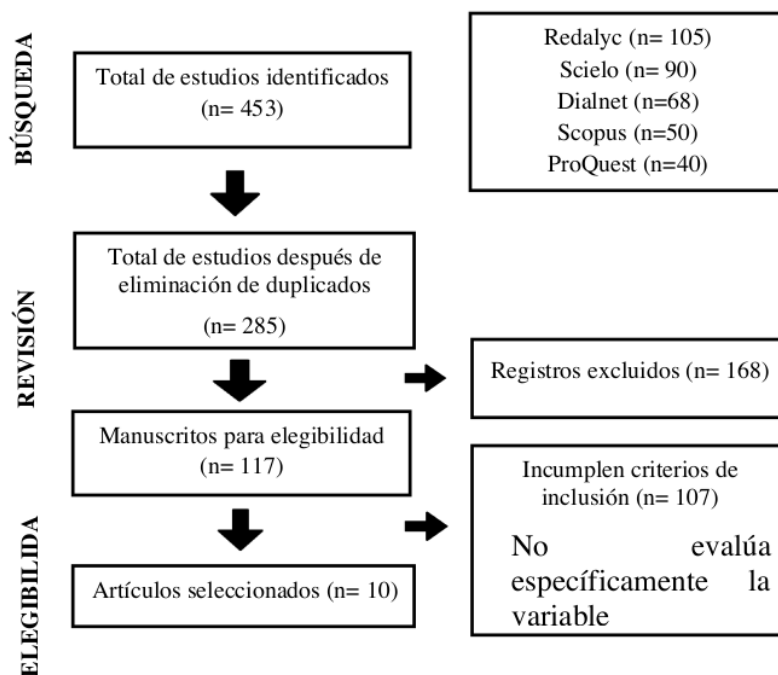 BÚSQUEDA
Total de estudios identificados
(n= 453)
Redalyc (n= 105)
Scielo (n= 90)
Dialnet (n=68)
Scopus (n=50)
ProQuest (n=40)
REVISIÓN
Total de estudios después de
eliminación de duplicados
(n= 285)
Registros excluidos (n= 168)
Manuscritos para elegibilidad
(n= 117)
ELEGIBILIDA
Incumplen criterios de
inclusión (n= 107)
No evalúa
específicamente la
variable
Artículos seleccionados (n= 10)